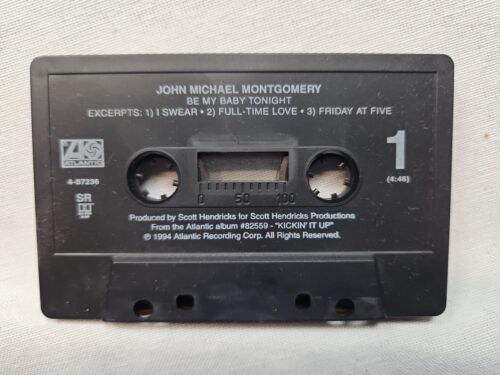 JOHN MICHAEL MONTGOMERY
BE MY BABY TONIGHT
EXCERPTS: 1) I SWEAR • 2) FULL-TIME LOVE • 3) FRIDAY AT FIVE
ATLANTIC
1
4-87236
(4:46)
SR
0 50 100
Produced by Scott Hendricks for Scott Hendricks Productions
From the Atlantic album #82559 - "KICKIN' IT UP"
© 1994 Atlantic Recording Corp. All Rights Reserved.